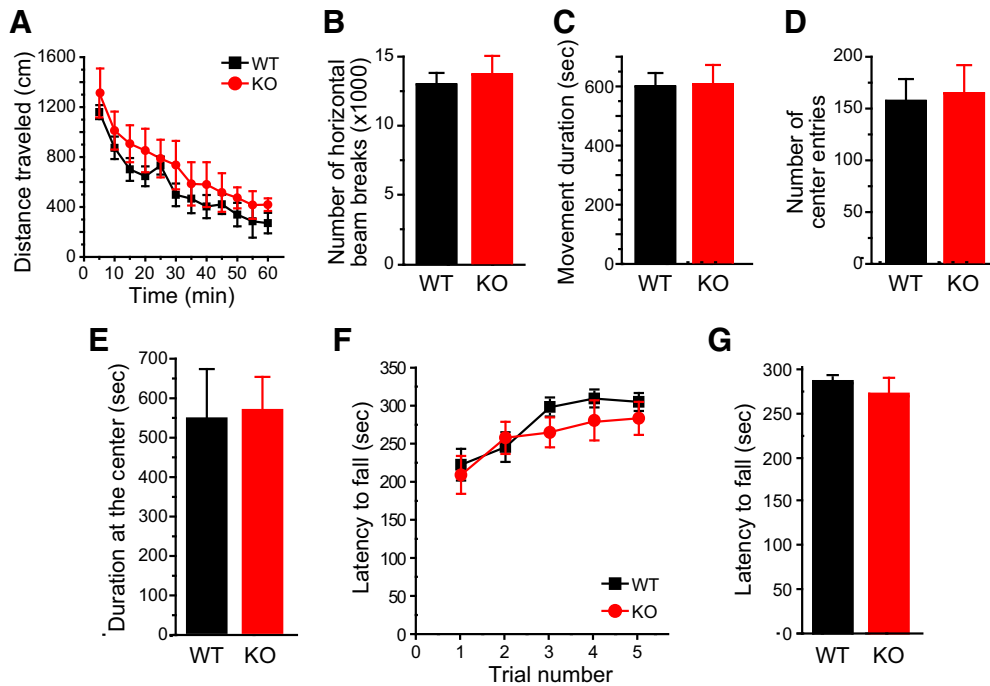 A
Distance traveled (cm)
1600
1200
800
400
0
0
10
20
30
40
50
60
Time (min)
WT
KO
B
Number of horizontal
beam breaks (x1000)
15
10
5
0
WT
KO
C
Movement duration (sec)
600
400
200
0
WT
KO
D
Number of
center entries
200
150
100
50
0
WT
KO
E
Duration at the center (sec)
700
600
500
400
300
200
100
0
WT
KO
F
Latency to fall (sec)
350
300
250
200
150
100
50
0
0
1
2
3
4
5
Trial number
WT
KO
G
Latency to fall (sec)
300
250
200
150
100
50
0
WT
KO